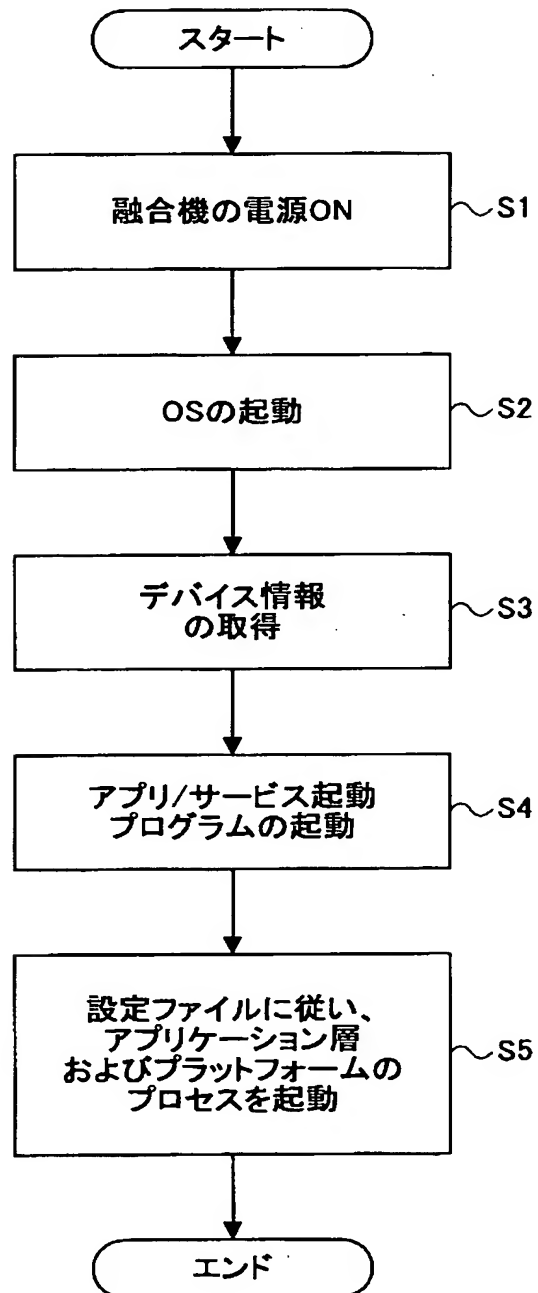 スタート
融合機の電源ON
S1
OSの起動
S2
デバイス情報
の取得
S3
アプリ/サービス起動
プログラムの起動
S4
設定ファイルに従い、
アプリケーション層
およびプラットフォームの
プロセスを起動
S5
エンド